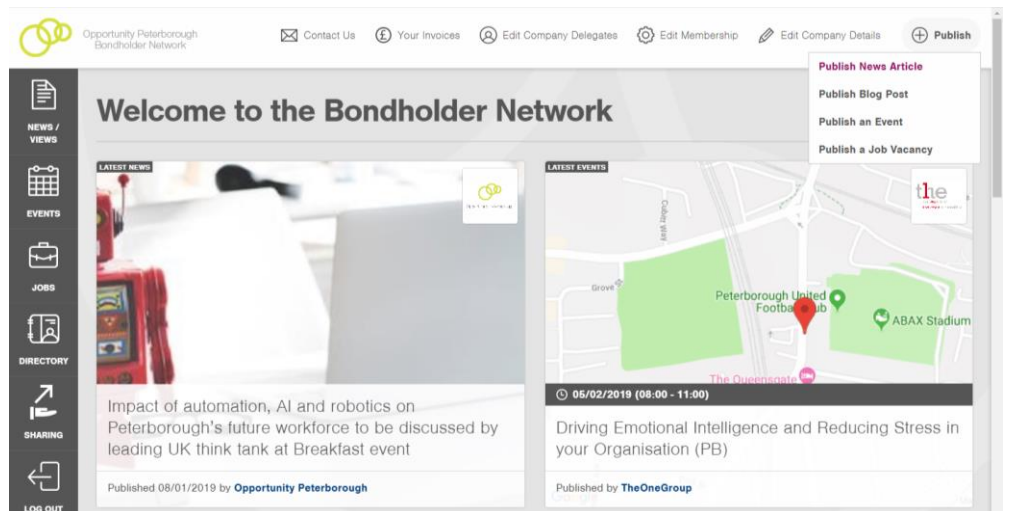 Opportunity Peterborough
Bondholder Network
Contact Us
Your Invoices
Edit Company Delegates
Edit Membership
Edit Company Details
Publish
Publish News Article
Publish Blog Post
Publish an Event
Publish a Job Vacancy
NEWS /
VIEWS
EVENTS
JOBS
DIRECTORY
SHARING
LOG OUT
Welcome to the Bondholder Network
LATEST NEWS
Impact of automation, AI and robotics on
Peterborough's future workforce to be discussed by
leading UK think tank at Breakfast event
Published 08/01/2019 by Opportunity Peterborough
LATEST EVENTS
the
Grove
Peterborough United
ABAX Stadium
The Queensgate
05/02/2019 (08:00 - 11:00)
Driving Emotional Intelligence and Reducing Stress in
your Organisation (PB)
Published by TheOneGroup